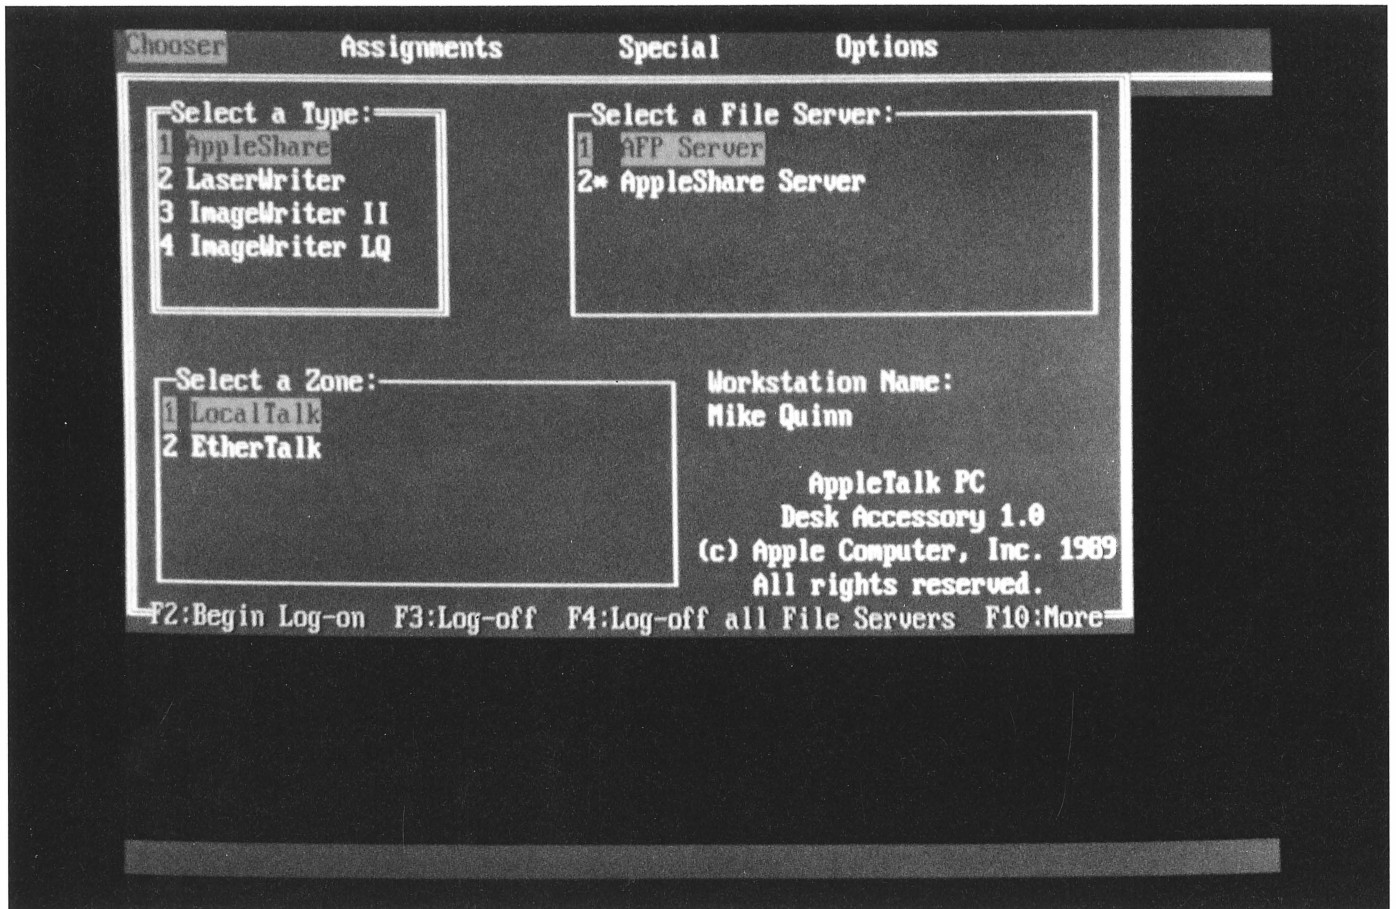 Chooser Assignments Special Options
Select a Type:
1 AppleShare
2 LaserWriter
3 ImageWriter II
4 ImageWriter LQ
Select a File Server:
1 AFP Server
2* AppleShare Server
Select a Zone:
1 LocalTalk
2 EtherTalk
Workstation Name:
Mike Quinn
AppleTalk PC
Desk Accessory 1.0
(c) Apple Computer, Inc. 1989
All rights reserved.
F2:Begin Log-on F3:Log-off F4:Log-off all File Servers F10:More